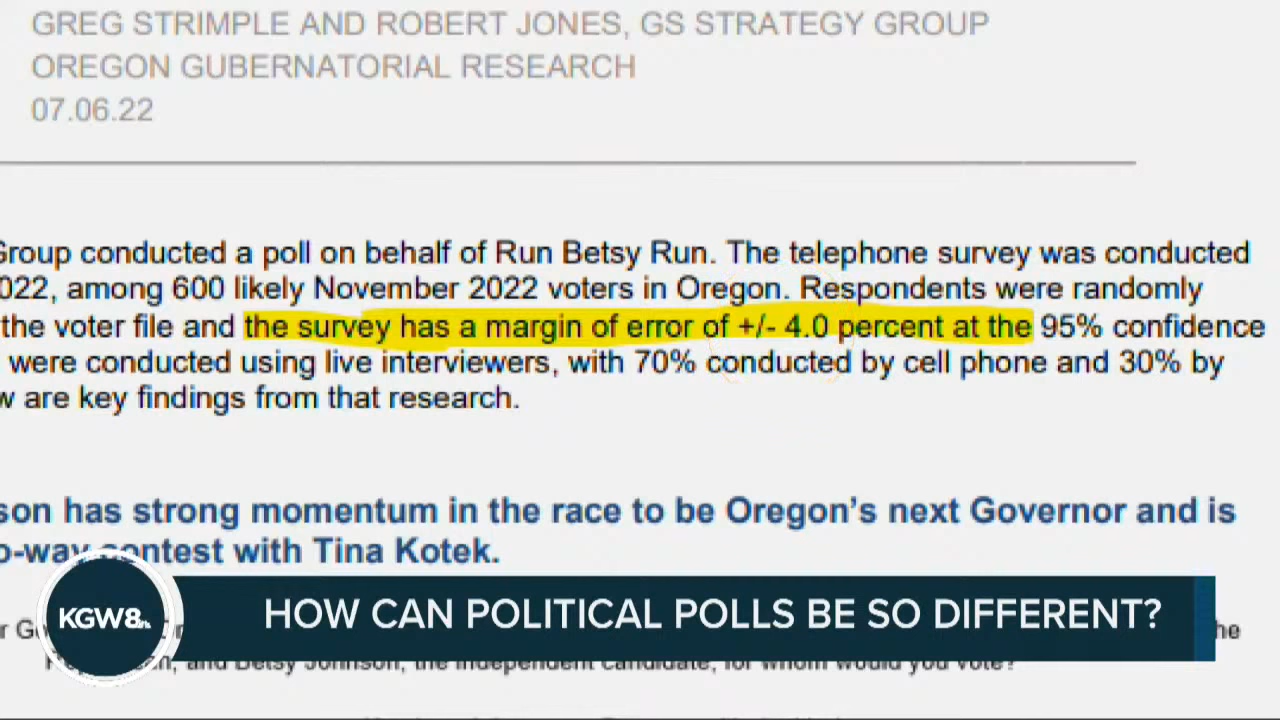 GREG STRIMPLE AND ROBERT JONES, GS STRATEGY GROUP
OREGON GUBERNATORIAL RESEARCH
07.06.22
Group conducted a poll on behalf of Run Betsy Run. The telephone survey was conducted
022, among 600 likely November 2022 voters in Oregon. Respondents were randomly
the voter file and the survey has a margin of error of +/- 4.0 percent at the 95% confidence
were conducted using live interviewers, with 70% conducted by cell phone and 30% by
w are key findings from that research.
son has strong momentum in the race to be Oregon's next Governor and is
o-way contest with Tina Kotek.
KGW8
HOW CAN POLITICAL POLLS BE SO DIFFERENT?
he
and Betsy Johnson, the independent candidate, for whom would you vote?